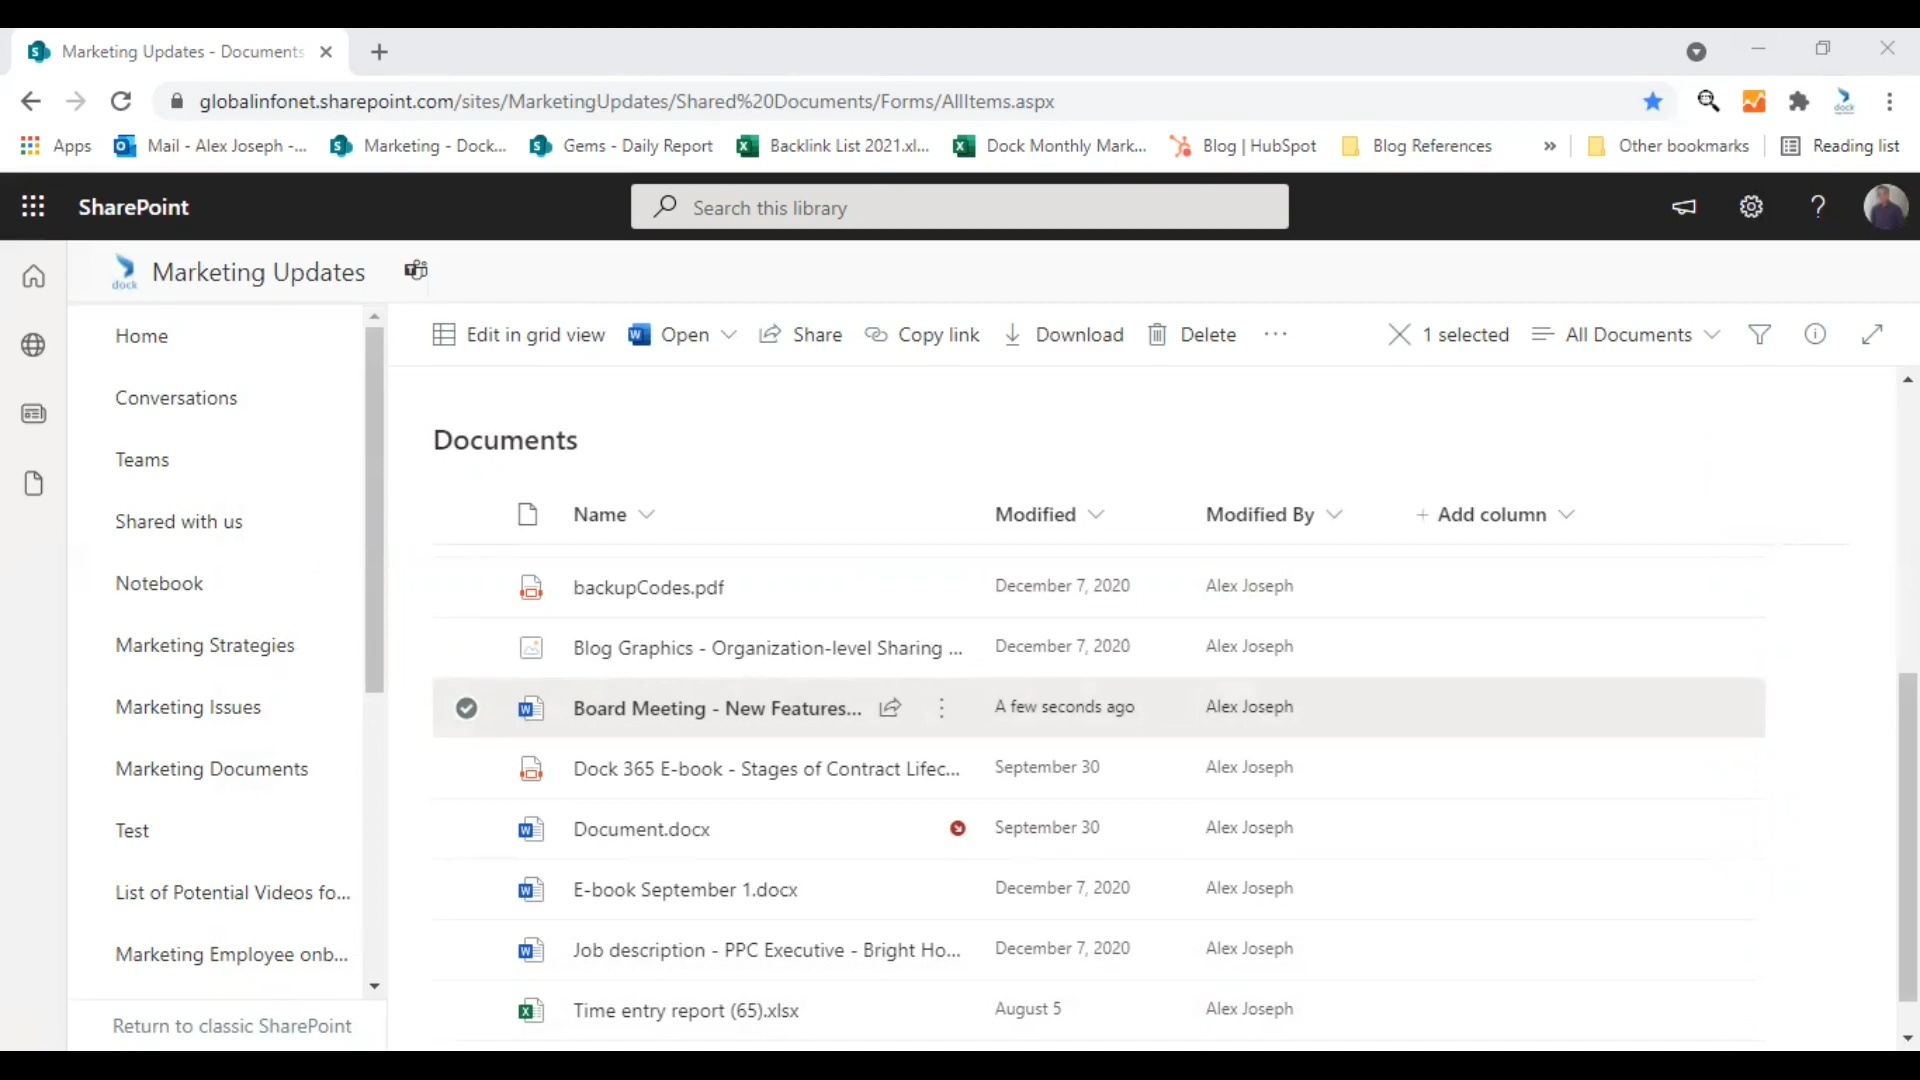 Marketing Updates - Documents
globalinfonet.sharepoint.com/sites/MarketingUpdates/Shared%20Documents/Forms/AllItems.aspx
Apps
Mail - Alex Joseph -...
Marketing - Dock...
Gems - Daily Report
Backlink List 2021.xl...
Dock Monthly Mark...
Blog | HubSpot
Blog References
»
Other bookmarks
Reading list
SharePoint
Search this library
dock
Marketing Updates
Home
Conversations
Teams
Shared with us
Notebook
Marketing Strategies
Marketing Issues
Marketing Documents
Test
List of Potential Videos fo...
Marketing Employee onb...
Return to classic SharePoint
Edit in grid view
Open
Share
Copy link
Download
Delete
...
1 selected
All Documents
Documents
Name Modified Modified By + Add column
backupCodes.pdf December 7, 2020 Alex Joseph
Blog Graphics - Organization-level Sharing ... December 7, 2020 Alex Joseph
Board Meeting - New Features... A few seconds ago Alex Joseph
Dock 365 E-book - Stages of Contract Lifec... September 30 Alex Joseph
Document.docx September 30 Alex Joseph
E-book September 1.docx December 7, 2020 Alex Joseph
Job description - PPC Executive - Bright Ho... December 7, 2020 Alex Joseph
Time entry report (65).xlsx August 5 Alex Joseph